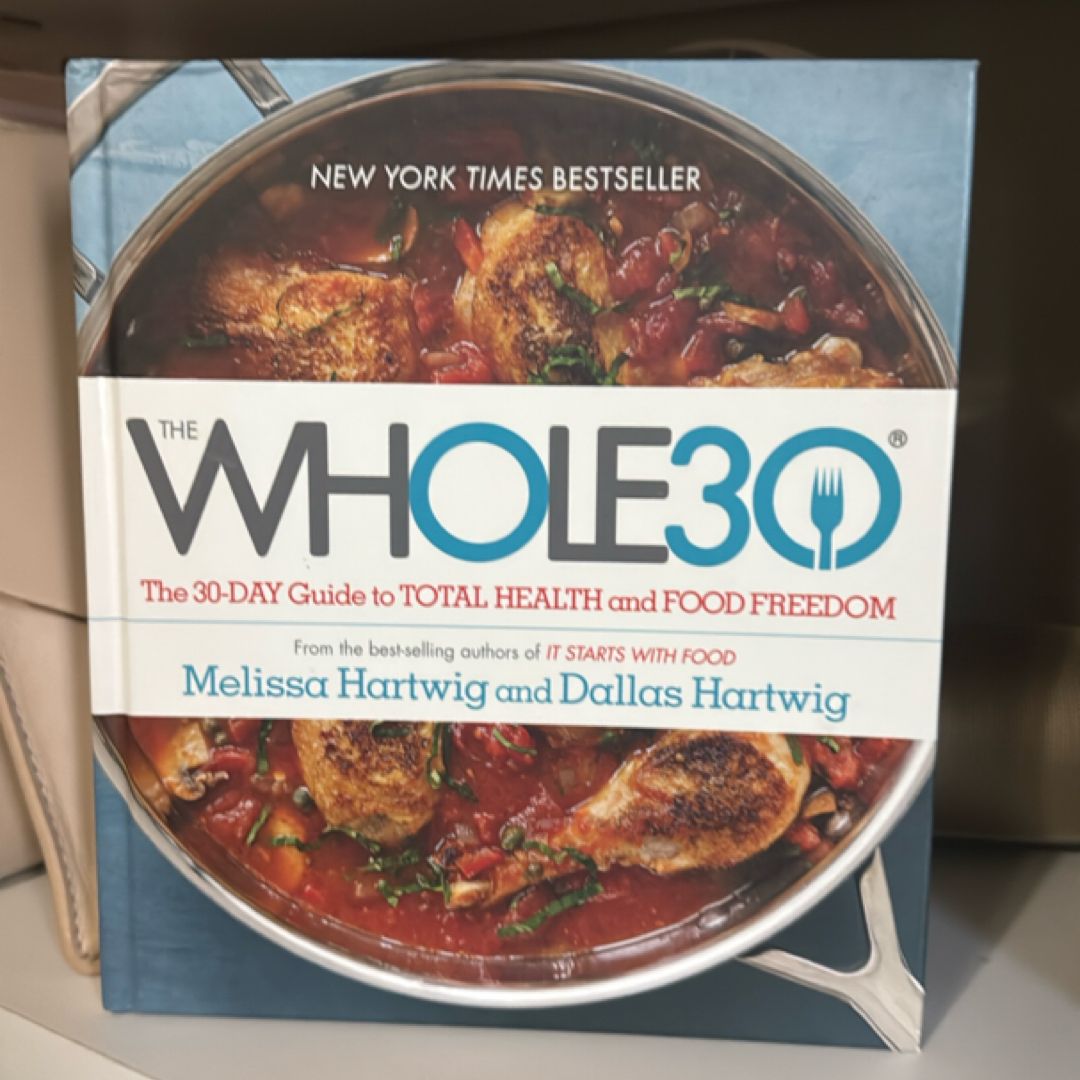 NEW YORK TIMES BESTSELLER
THE
WHOLE30®
The 30-DAY Guide to TOTAL HEALTH and FOOD FREEDOM
From the best-selling authors of IT STARTS WITH FOOD
Melissa Hartwig and Dallas Hartwig